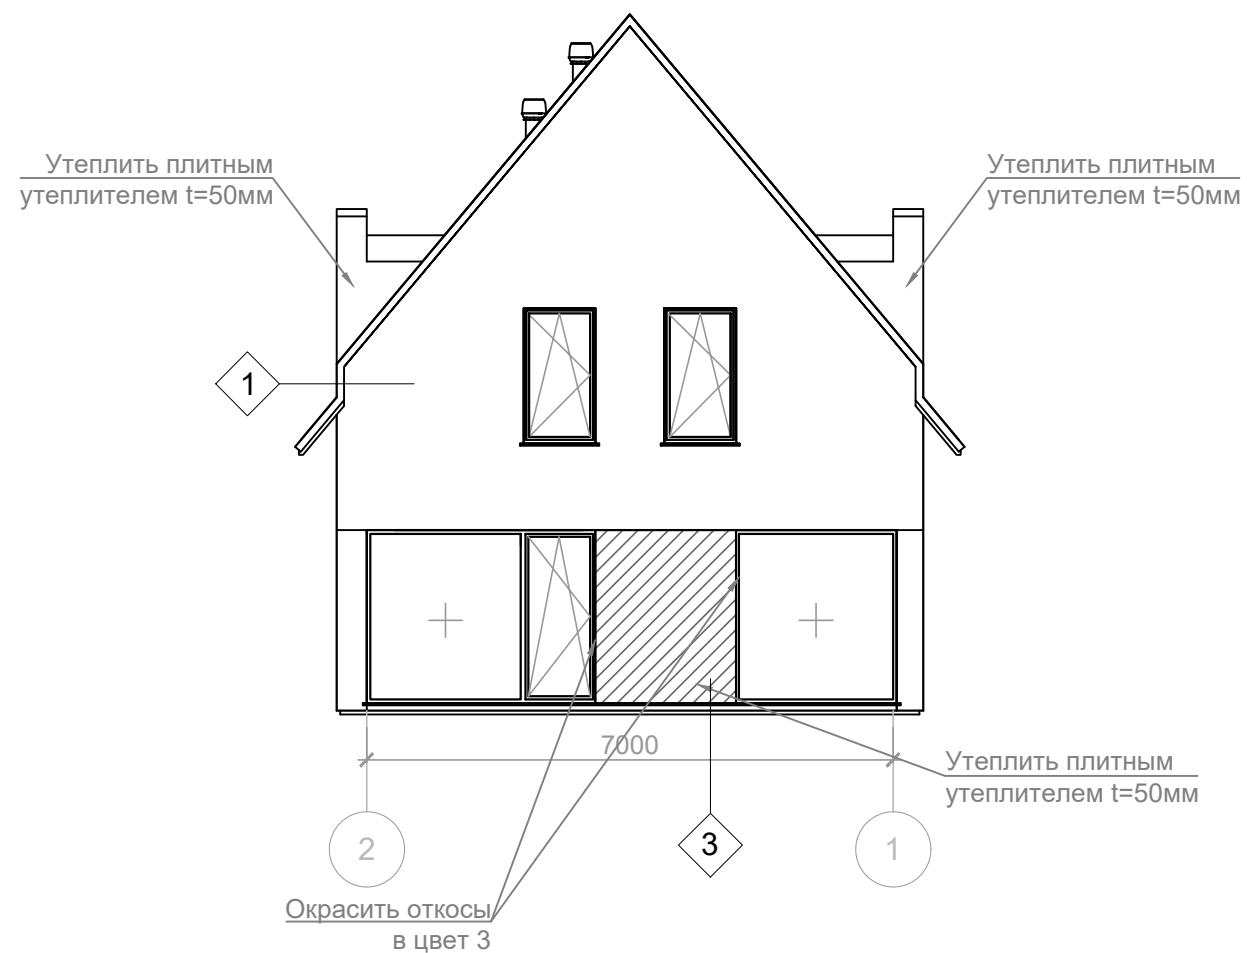 Утеплить плитным
утеплителем t=50мм
Утеплить плитным
утеплителем t=50мм
1
7000
Утеплить плитным
утеплителем t=50мм
2
3
1
Окрасить откосы
в цвет 3